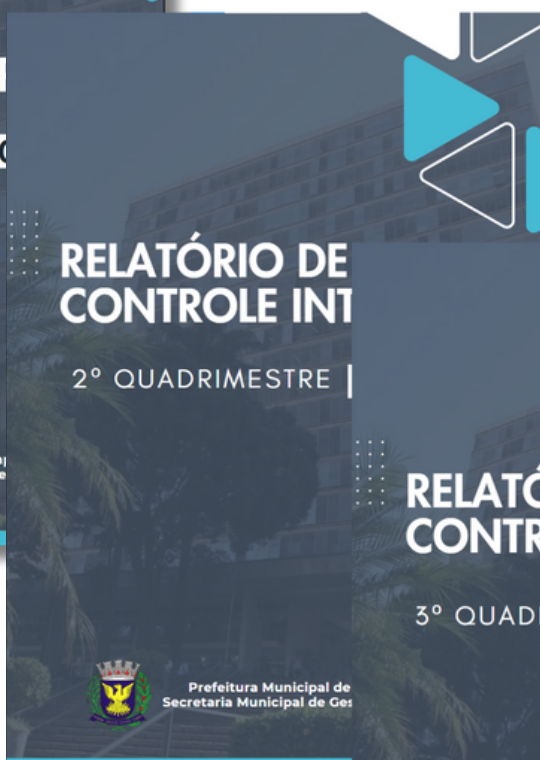 RELATÓRIO DE
CONTROLE INT
2º QUADRIMESTRE |
Prefeitura Municipal de
Secretaria Municipal de Ges
RELATÓ
CONTR
3º QUAD